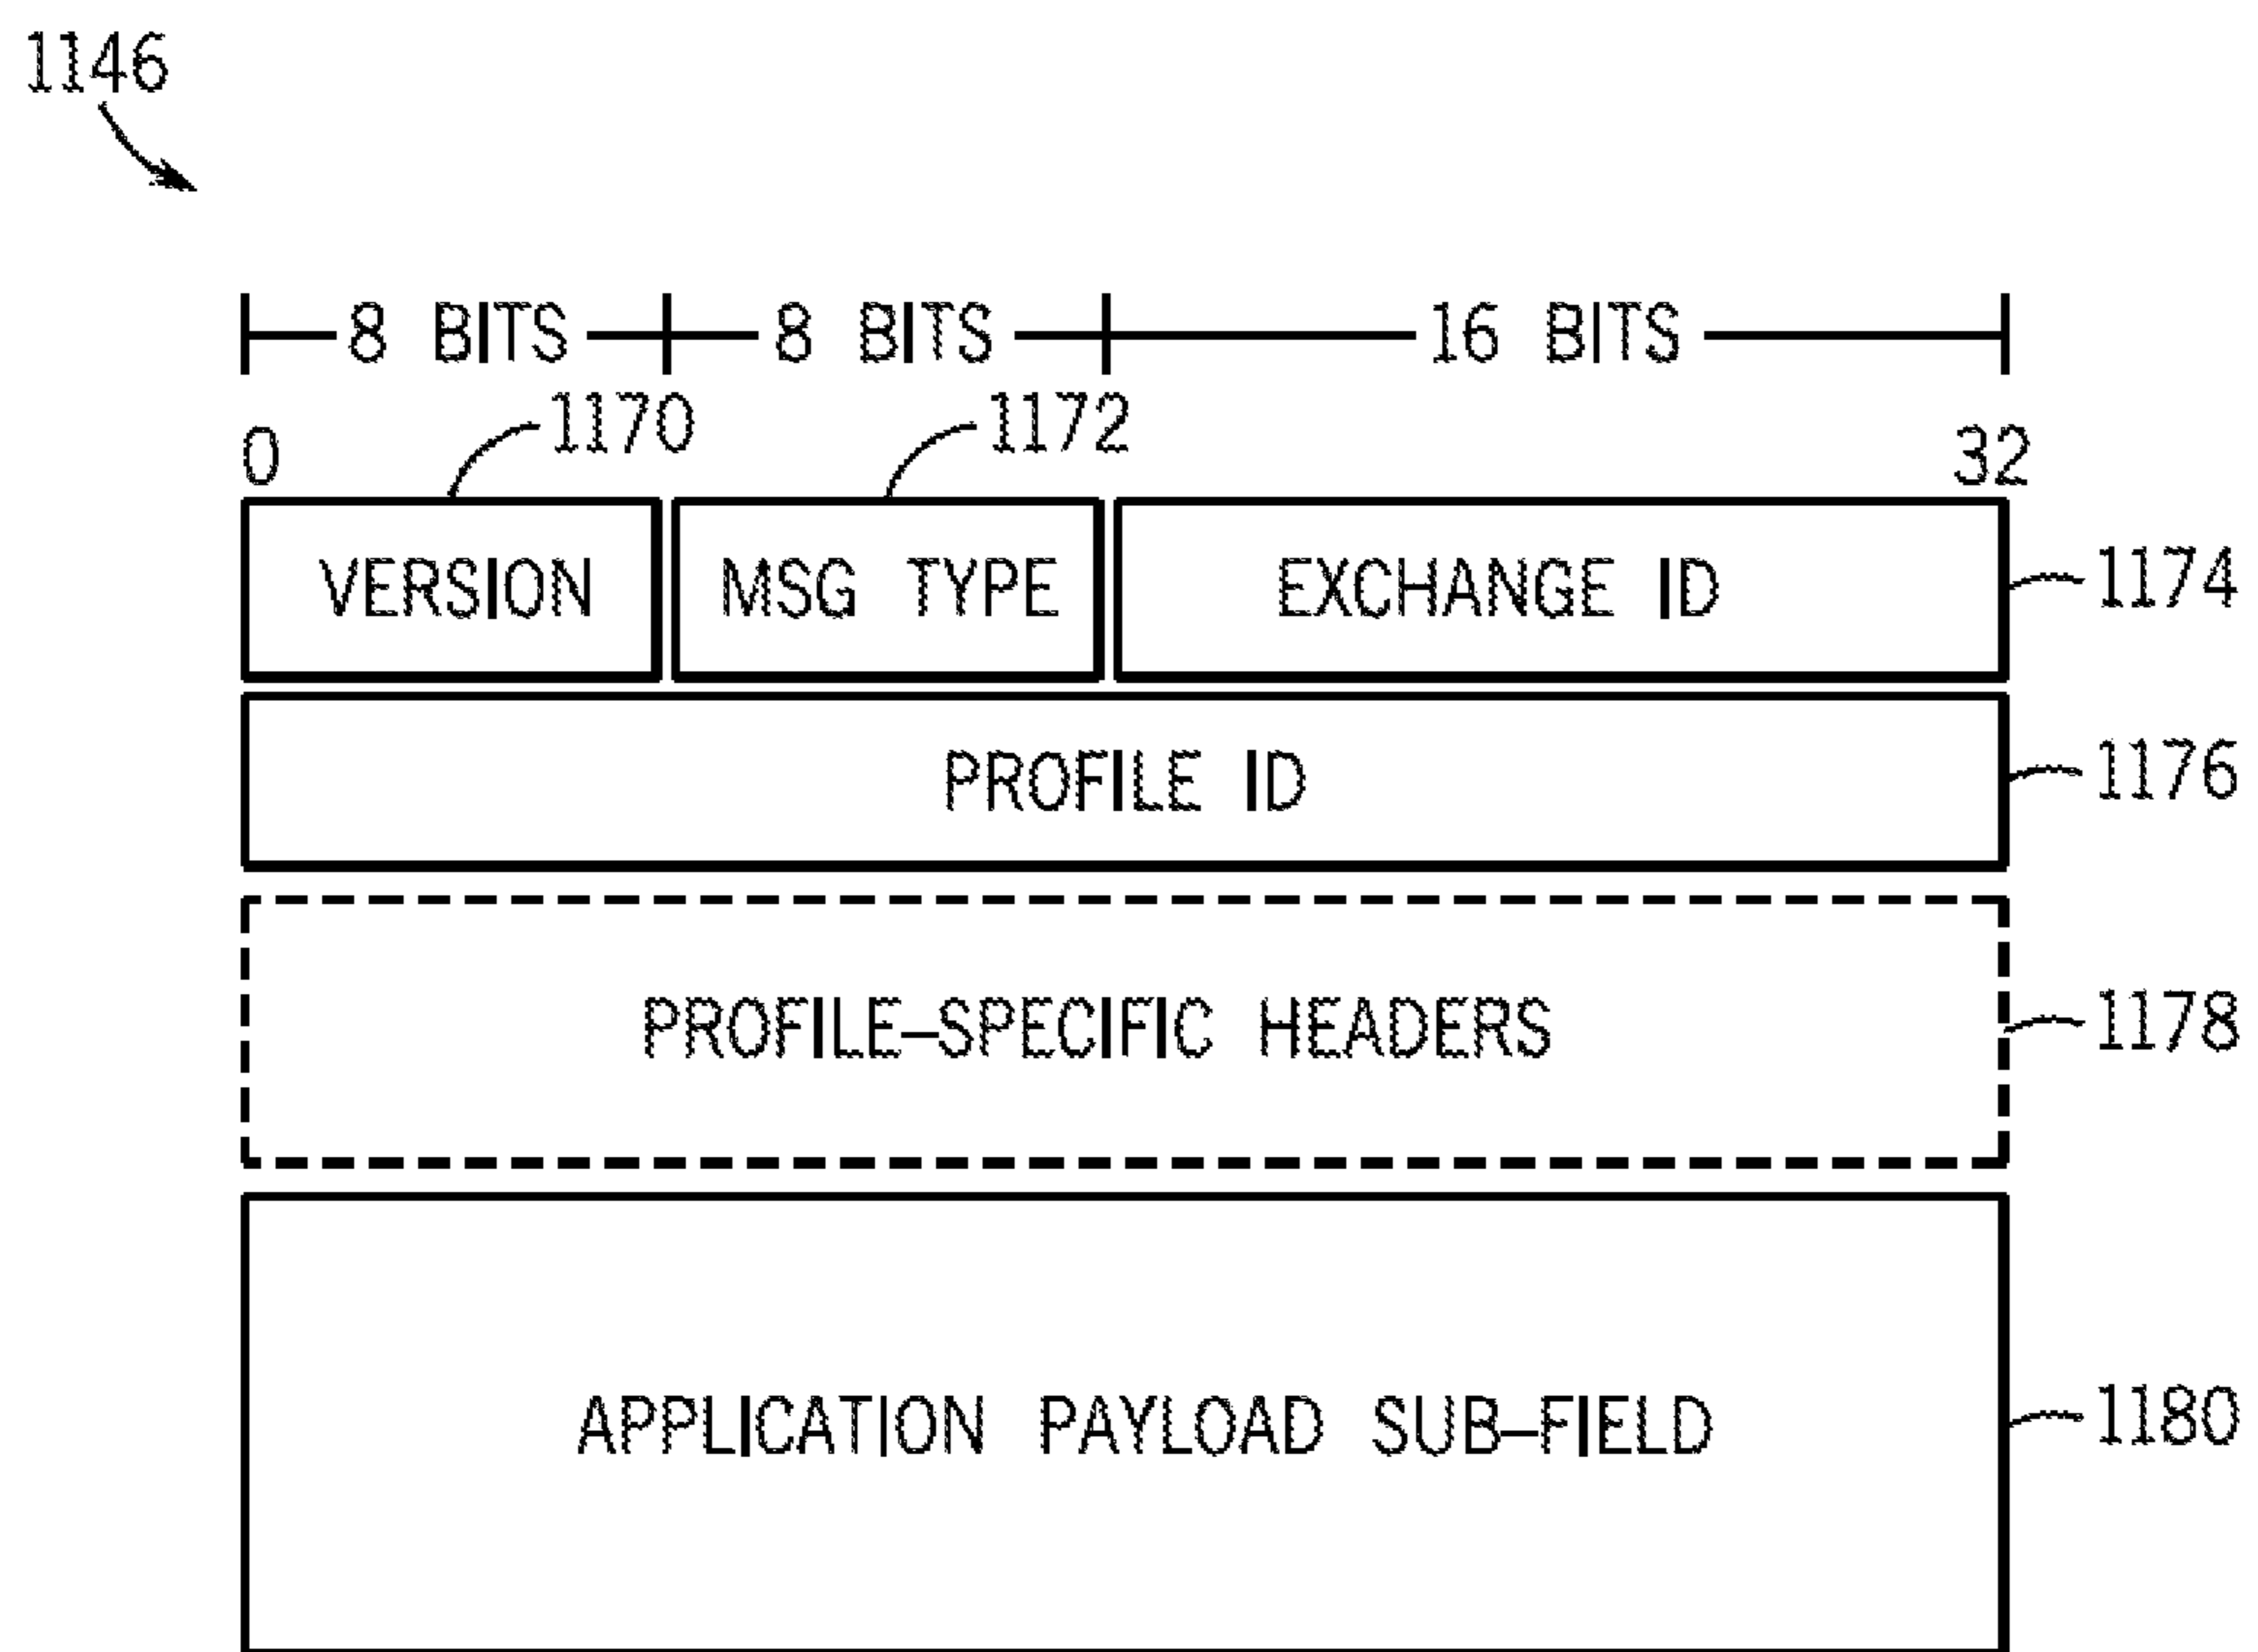 1146
8 BITS 8 BITS 16 BITS
0 1170 1172 32
VERSION MSG TYPE EXCHANGE ID 1174
PROFILE ID 1176
PROFILE-SPECIFIC HEADERS 1178
APPLICATION PAYLOAD SUB-FIELD 1180